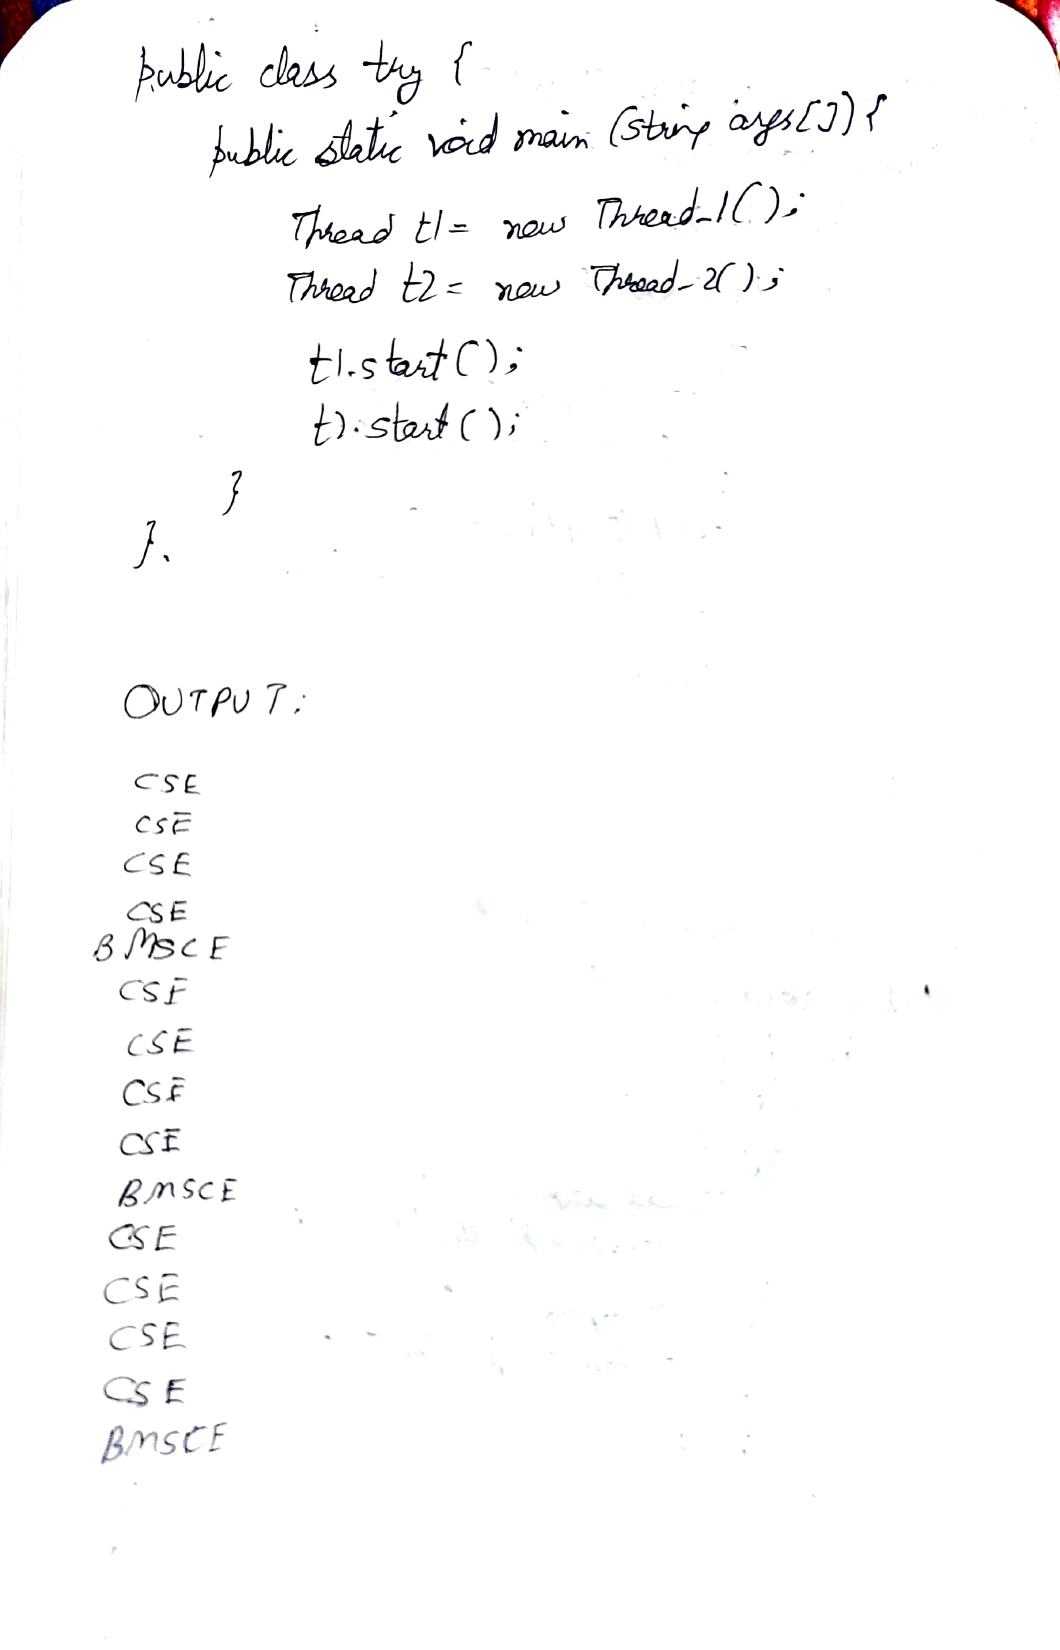 public class try {
public static void main (String args[]) {
Thread t1 = new Thread_1();
Thread t2 = new Thread_2();
t1.start();
t2.start();
}
}.
OUTPUT:
CSE
CSE
CSE
CSE
BMSCE
CSE
CSE
CSE
CSE
BMSCE
CSE
CSE
CSE
CSE
BMSCE